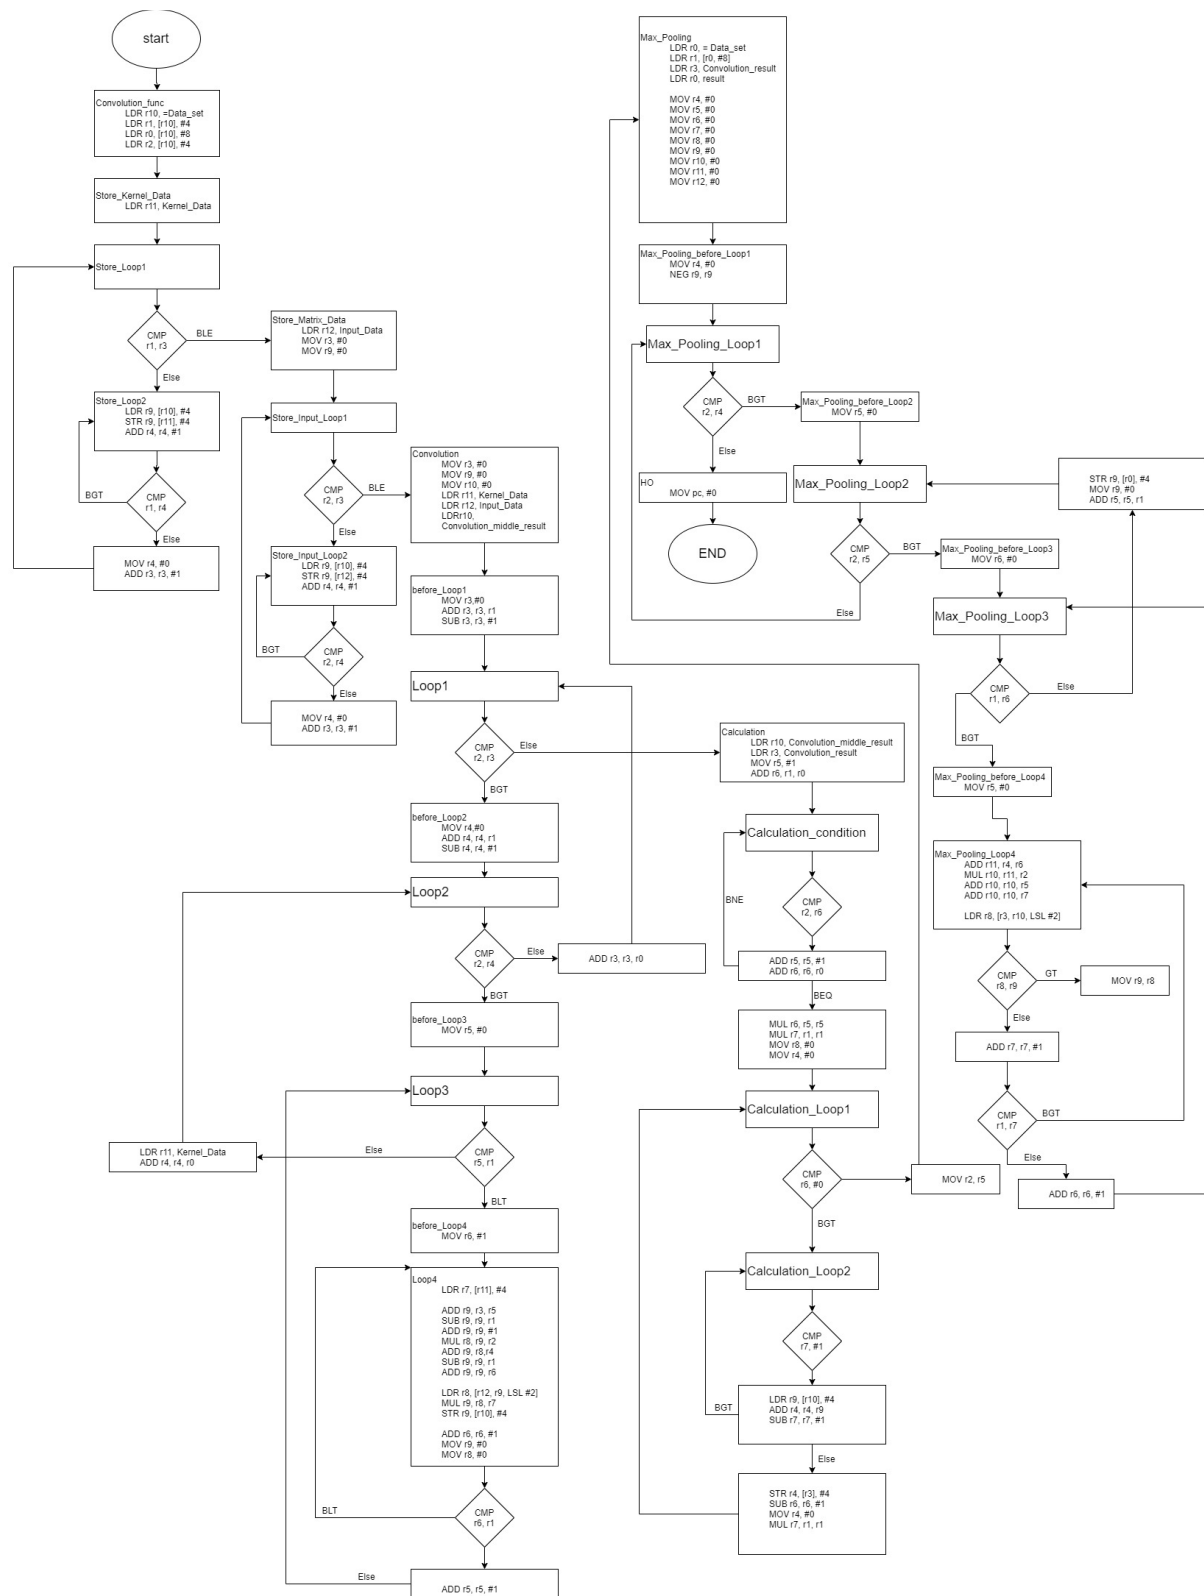 start
Convolution_func
LDR r10, =Data_set
LDR r1, [r10], #4
LDR r0, [r10], #8
LDR r2, [r10], #4
Store_Kernel_Data
LDR r11, Kernel_Data
Store_Loop1
CMP
r1, r3
BLE
Else
Store_Loop2
LDR r9, [r10], #4
STR r9, [r11], #4
ADD r4, r4, #1
BGT
CMP
r1, r4
Else
MOV r4, #0
ADD r3, r3, #1
Store_Matrix_Data
LDR r12, Input_Data
MOV r3, #0
MOV r9, #0
Store_Input_Loop1
CMP
r2, r3
BLE
Else
Store_Input_Loop2
LDR r9, [r10], #4
STR r9, [r12], #4
ADD r4, r4, #1
BGT
CMP
r2, r4
Else
MOV r4, #0
ADD r3, r3, #1
Convolution
MOV r3, #0
MOV r9, #0
MOV r10, #0
LDR r11, Kernel_Data
LDR r12, Input_Data
LDRr10,
Convolution_middle_result
before_Loop1
MOV r3,#0
ADD r3, r3, r1
SUB r3, r3, #1
Loop1
CMP
r2, r3
Else
BGT
before_Loop2
MOV r4,#0
ADD r4, r4, r1
SUB r4, r4, #1
Loop2
CMP
r2, r4
Else
ADD r3, r3, r0
BGT
before_Loop3
MOV r5, #0
Loop3
CMP
r5, r1
Else
LDR r11, Kernel_Data
ADD r4, r4, r0
BLT
before_Loop4
MOV r6, #1
Loop4
LDR r7, [r11], #4
ADD r9, r3, r5
SUB r9, r9, r1
ADD r9, r9, #1
MUL r8, r9, r2
ADD r9, r8,r4
SUB r9, r9, r1
ADD r9, r9, r6
LDR r8, [r12, r9, LSL #2]
MUL r9, r8, r7
STR r9, [r10], #4
ADD r6, r6, #1
MOV r9, #0
MOV r8, #0
BLT
CMP
r6, r1
Else
ADD r5, r5, #1
Calculation
LDR r10, Convolution_middle_result
LDR r3, Convolution_result
MOV r5, #1
ADD r6, r1, r0
Calculation_condition
BNE
CMP
r2, r6
ADD r5, r5, #1
ADD r6, r6, r0
BEQ
MUL r6, r5, r5
MUL r7, r1, r1
MOV r8, #0
MOV r4, #0
Calculation_Loop1
CMP
r6, #0
MOV r2, r5
BGT
Calculation_Loop2
CMP
r7, #1
BGT
LDR r9, [r10], #4
ADD r4, r4, r9
SUB r7, r7, #1
Else
STR r4, [r3], #4
SUB r6, r6, #1
MOV r4, #0
MUL r7, r1, r1
Max_Pooling
LDR r0, = Data_set
LDR r1, [r0, #8]
LDR r3, Convolution_result
LDR r0, result
MOV r4, #0
MOV r5, #0
MOV r6, #0
MOV r7, #0
MOV r8, #0
MOV r9, #0
MOV r10, #0
MOV r11, #0
MOV r12, #0
Max_Pooling_before_Loop1
MOV r4, #0
NEG r9, r9
Max_Pooling_Loop1
CMP
r2, r4
BGT
Else
HO
MOV pc, #0
END
Max_Pooling_before_Loop2
MOV r5, #0
Max_Pooling_Loop2
STR r9, [r0], #4
MOV r9, #0
ADD r5, r5, r1
CMP
r2, r5
BGT
Else
Max_Pooling_before_Loop3
MOV r6, #0
Max_Pooling_Loop3
CMP
r1, r6
Else
BGT
Max_Pooling_before_Loop4
MOV r5, #0
Max_Pooling_Loop4
ADD r11, r4, r6
MUL r10, r11, r2
ADD r10, r10, r5
ADD r10, r10, r7
LDR r8, [r3, r10, LSL #2]
CMP
r8, r9
GT
MOV r9, r8
Else
ADD r7, r7, #1
CMP
r1, r7
BGT
Else
ADD r6, r6, #1